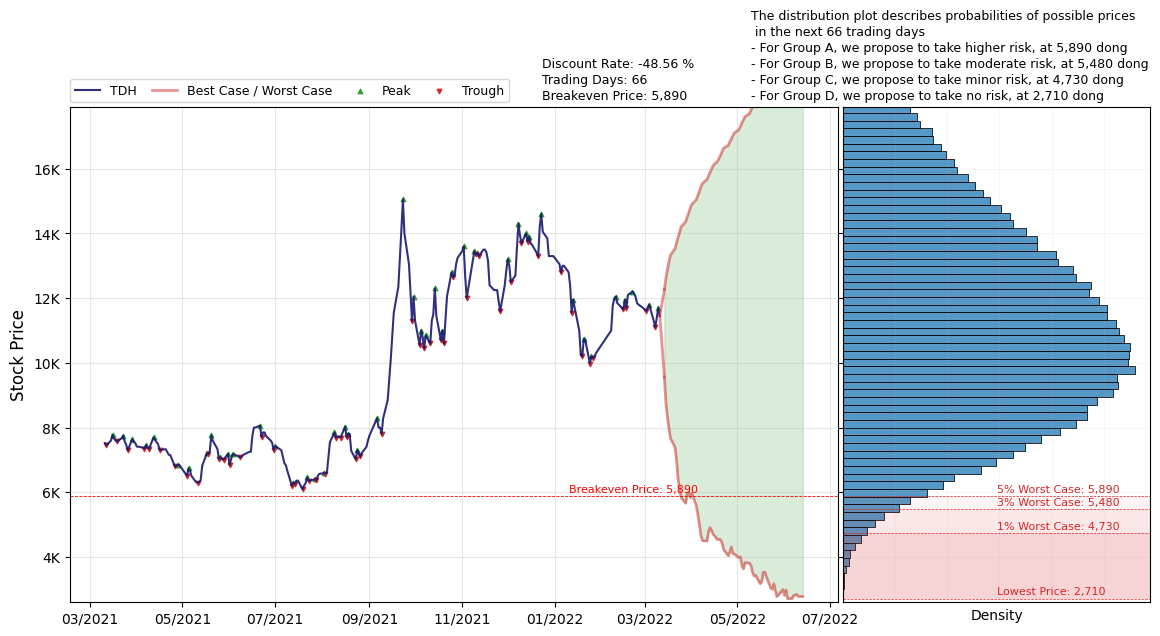 The distribution plot describes probabilities of possible prices
in the next 66 trading days
- For Group A, we propose to take higher risk, at 5,890 dong
- For Group B, we propose to take moderate risk, at 5,480 dong
- For Group C, we propose to take minor risk, at 4,730 dong
- For Group D, we propose to take no risk, at 2,710 dong
Discount Rate: -48.56 %
Trading Days: 66
Breakeven Price: 5,890
TDH
Best Case / Worst Case
Peak
Trough
Stock Price
16K
14K
12K
10K
8K
6K
4K
Breakeven Price: 5,890
5% Worst Case: 5,890
3% Worst Case: 5,480
1% Worst Case: 4,730
Lowest Price: 2,710
03/2021
05/2021
07/2021
09/2021
11/2021
01/2022
03/2022
05/2022
07/2022
Density